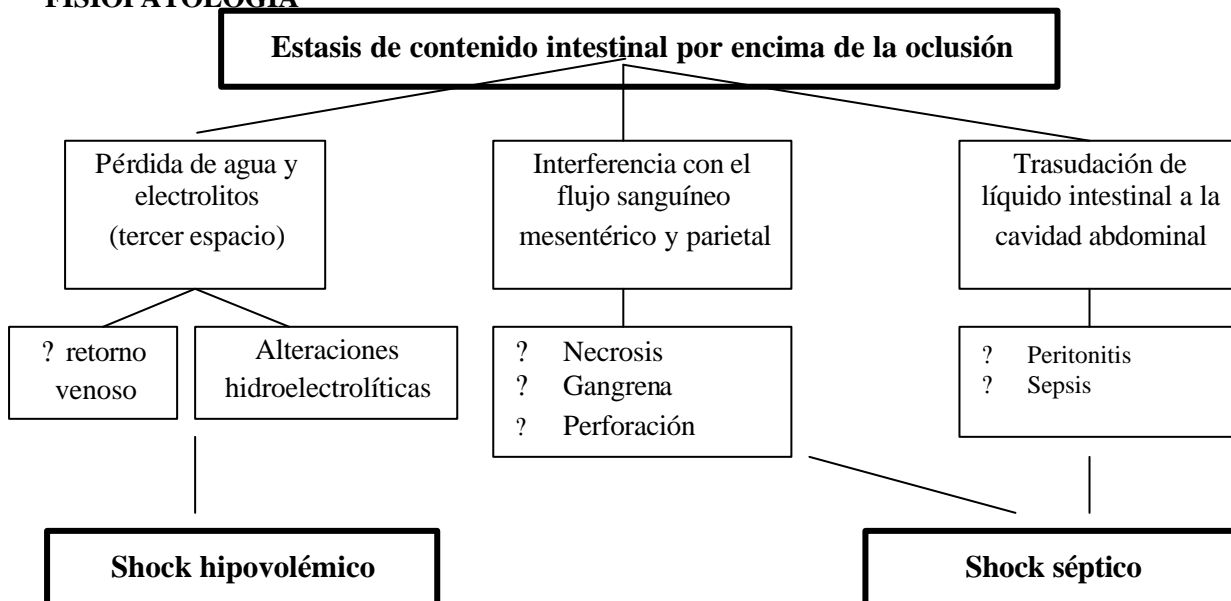 FISIOPATOLOGÍA
Estasis de contenido intestinal por encima de la oclusión
Pérdida de agua y
electrolitos
(tercer espacio)
Interferencia con el
flujo sanguíneo
mesentérico y parietal
Trasudación de
líquido intestinal a la
cavidad abdominal
? retorno
venoso
Alteraciones
hidroelectrolíticas
? Necrosis
? Gangrena
? Perforación
? Peritonitis
? Sepsis
Shock hipovolémico
Shock séptico